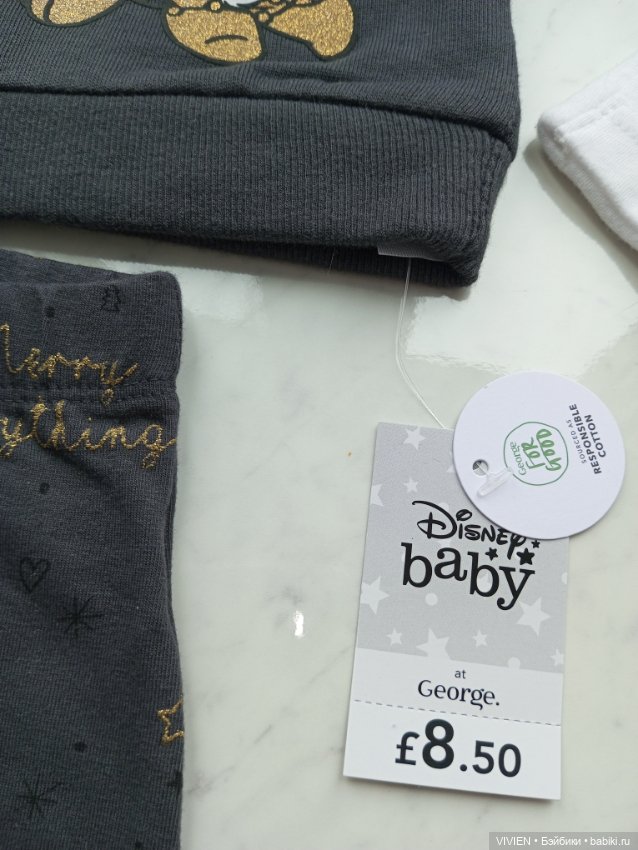 Merry
ything
George
FOR
GOOD
SOURCED AS
RESPONSIBLE
COTTON
Disney
baby
at
George.
£8.50
VIVIEN • Бэйбики • babiki.ru